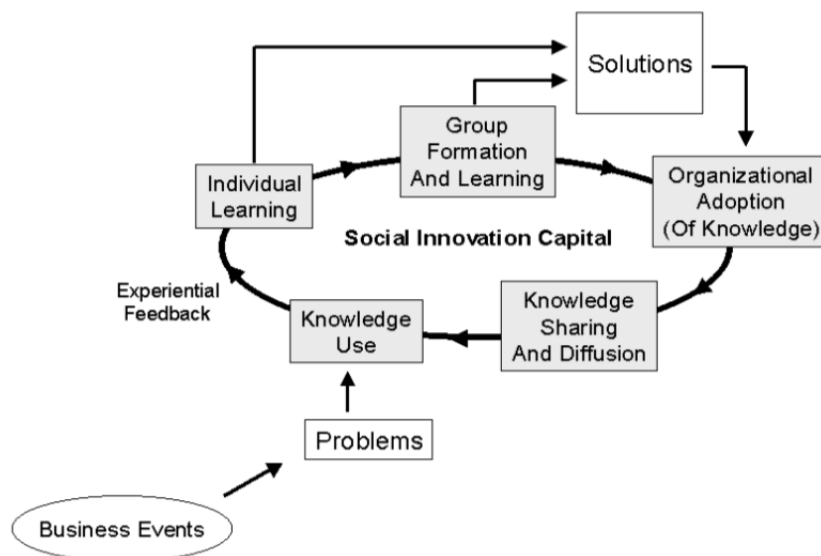 Solutions
Group
Formation
And Learning
Individual
Learning
Organizational
Adoption
(Of Knowledge)
Social Innovation Capital
Experiential
Feedback
Knowledge
Use
Knowledge
Sharing
And Diffusion
Problems
Business Events